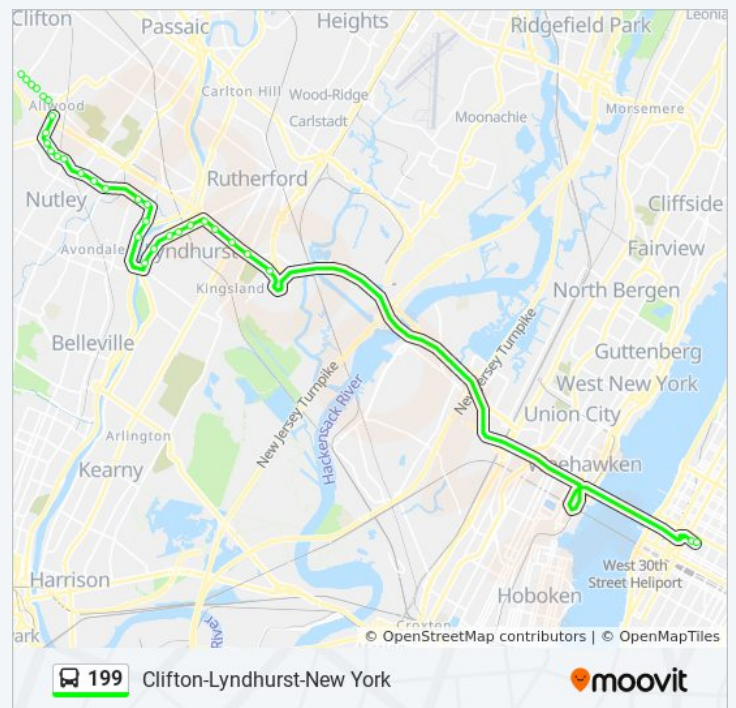 Clifton
Passaic
Heights
Ridgefield Park
Leonia
Allwood
Carlton Hill
Wood-Ridge
Carlstadt
Moonachie
Morsemere
Nutley
Rutherford
Cliffside
Avondale
Lyndhurst
Fairview
Kingsland
North Bergen
Belleville
New Jersey Turnpike
Guttenberg
West New York
Union City
New Jersey Turnpike
Hackensack River
Arlington
Kearny
Weehawken
Harrison
West 30th
Street Heliport
Hoboken
ark
River
Croxton
© OpenStreetMap contributors | © OpenMapTiles
199 Clifton-Lyndhurst-New York
moovit